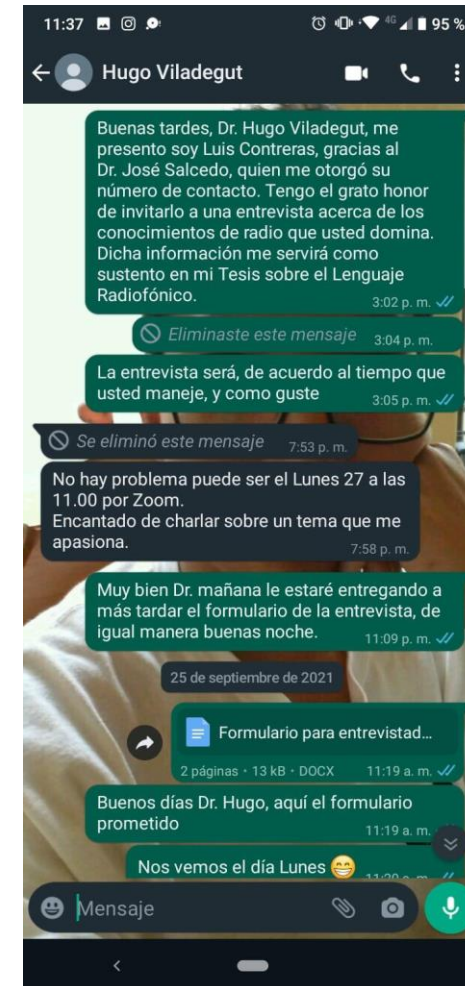 11:37 4G 95 %
Hugo Viladegut
Buenas tardes, Dr. Hugo Viladegut, me
presento soy Luis Contreras, gracias al
Dr. José Salcedo, quien me otorgó su
número de contacto. Tengo el grato honor
de invitarlo a una entrevista acerca de los
conocimientos de radio que usted domina.
Dicha información me servirá como
sustento en mi Tesis sobre el Lenguaje
Radiofónico.
3:02 p. m.
Eliminaste este mensaje 3:04 p. m.
La entrevista será, de acuerdo al tiempo que
usted maneje, y como guste
3:05 p. m.
Se eliminó este mensaje 7:53 p. m.
No hay problema puede ser el Lunes 27 a las
11.00 por Zoom.
Encantado de charlar sobre un tema que me
apasiona.
7:58 p. m.
Muy bien Dr. mañana le estaré entregando a
más tardar el formulario de la entrevista, de
igual manera buenas noche.
11:09 p. m.
25 de septiembre de 2021
Formulario para entrevistad...
2 páginas • 13 kB • DOCX 11:19 a. m.
Buenos días Dr. Hugo, aquí el formulario
prometido
11:19 a. m.
Nos vemos el día Lunes 😁
Mensaje